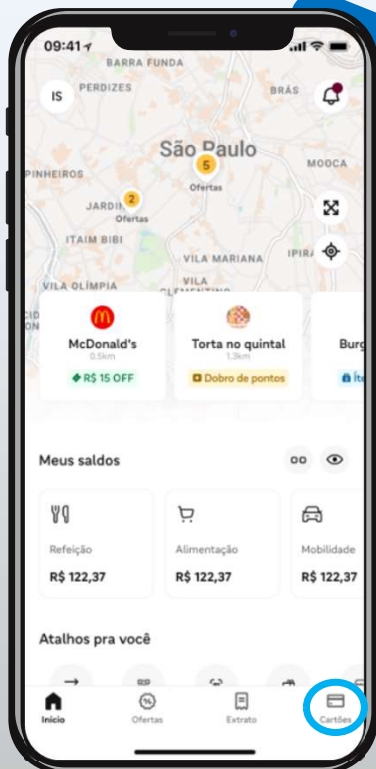 09:41
BARRA FUNDA
IS
PERDIZES
BRÁS
São Paulo
5
Ofertas
MOOCA
PINHEIROS
2
JARDI
Ofertas
ITAIM BIBI
VILA MARIANA
IPIRA
VILA OLÍMPIA
VILA
CLEMENTINO
McDonald's
0.5km
R$ 15 OFF
Torta no quintal
1.3km
Dobro de pontos
Burg
Íte
Meus saldos
Refeição
R$ 122,37
Alimentação
R$ 122,37
Mobilidade
R$ 122,37
Atalhos pra você
Início
Ofertas
Extrato
Cartões